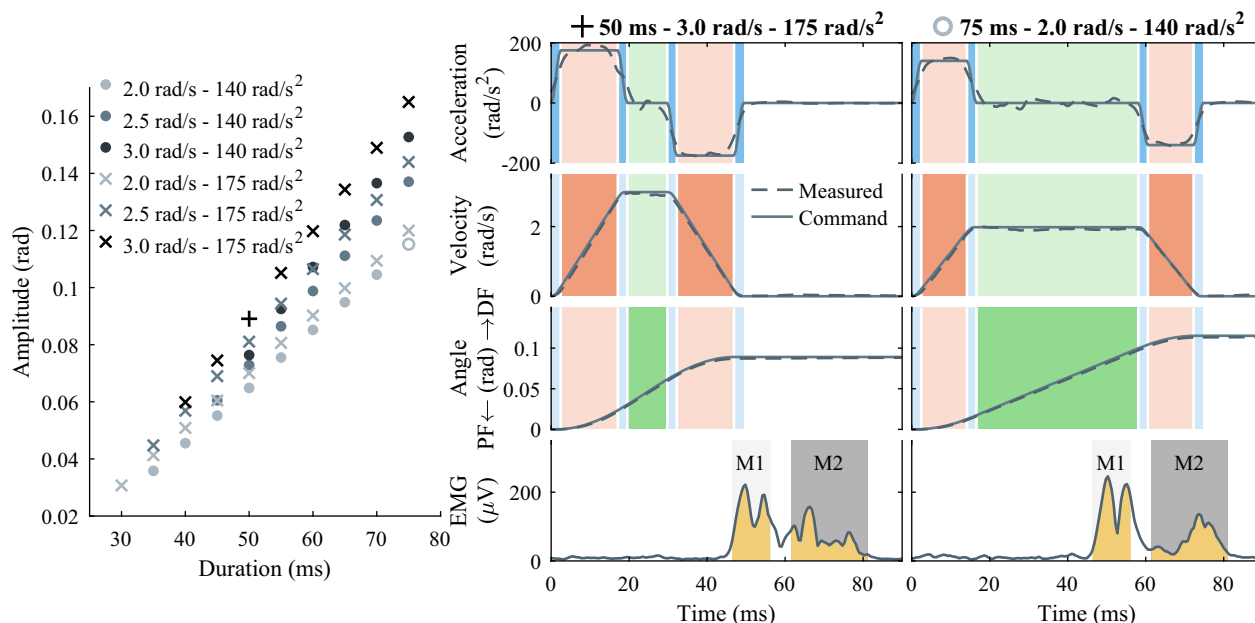 2.0 rad/s - 140 rad/s²
2.5 rad/s - 140 rad/s²
3.0 rad/s - 140 rad/s²
2.0 rad/s - 175 rad/s²
2.5 rad/s - 175 rad/s²
3.0 rad/s - 175 rad/s²
Amplitude (rad)
0.16
0.14
0.12
0.1
0.08
0.06
0.04
0.02
30 40 50 60 70 80
Duration (ms)
50 ms - 3.0 rad/s - 175 rad/s²
75 ms - 2.0 rad/s - 140 rad/s²
Acceleration
(rad/s²)
200
0
-200
Velocity
(rad/s)
2
0
Measured
Command
Angle
PF← (rad) →DF
0.1
0.05
0
EMG
(μV)
200
0
M1 M2
M1 M2
0 20 40 60 80
Time (ms)
0 20 40 60 80
Time (ms)